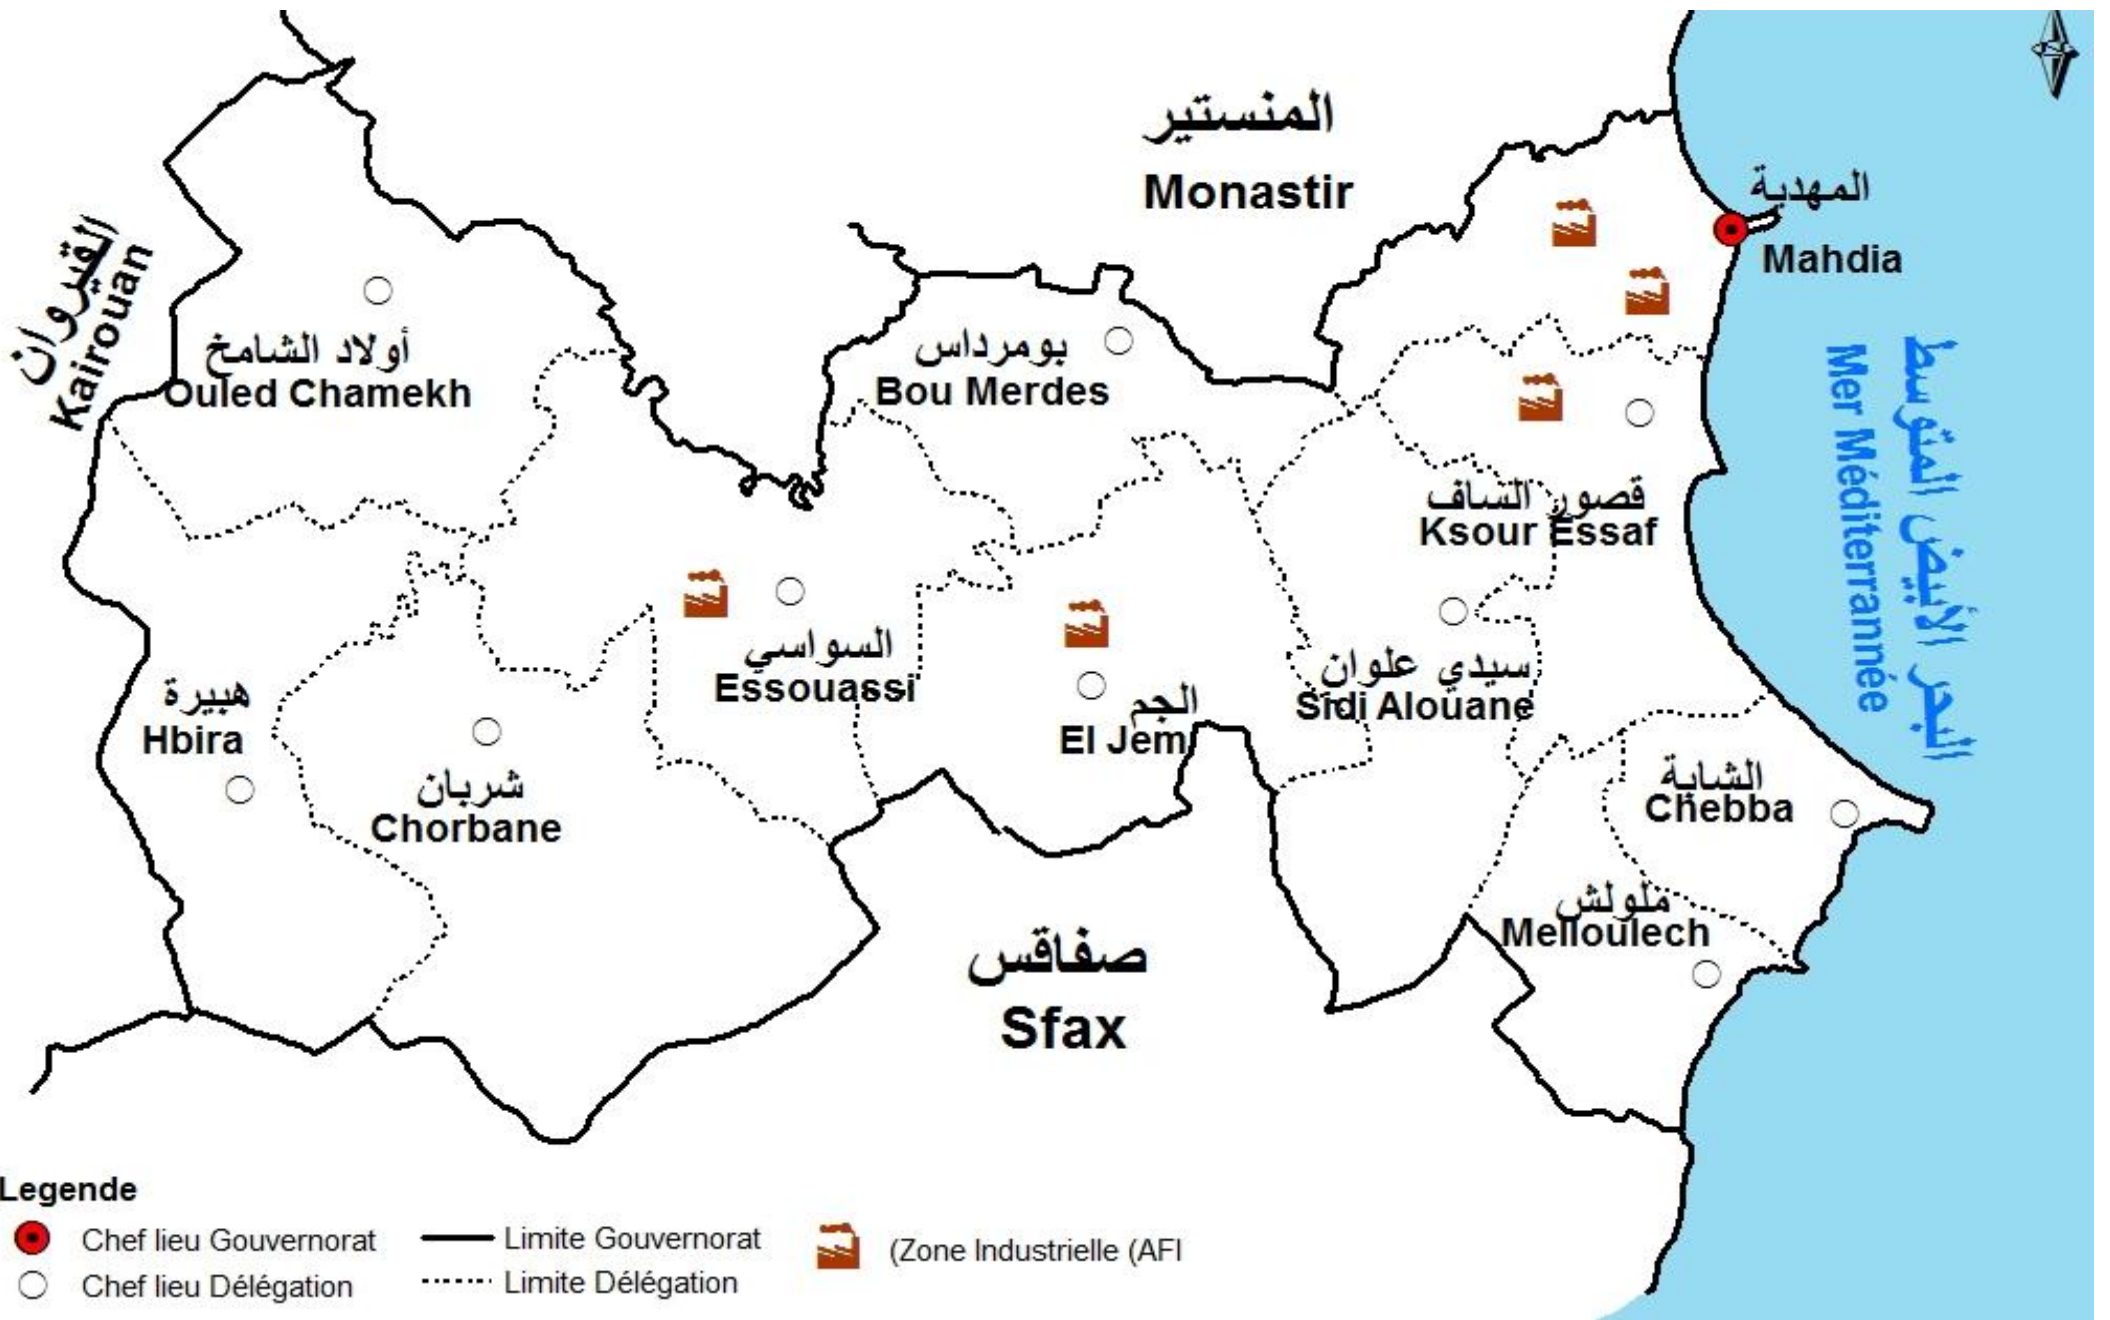 المنستير
Monastir
المهدية
Mahdia
القيروان
Kairouan
أولاد الشامخ
Ouled Chamekh
بومرداس
Bou Merdes
البحر الأبيض المتوسط
Mer Méditerrannée
قصور الساف
Ksour Essaf
السواسي
Essouassi
سيدي علوان
Sidi Alouane
هبيرة
Hbira
الجم
El Jem
شربان
Chorbane
الشابة
Chebba
ملولش
Melloulech
صفاقس
Sfax
Legende
Chef lieu Gouvernorat
Limite Gouvernorat
(Zone Industrielle (AFI
Chef lieu Délégation
Limite Délégation